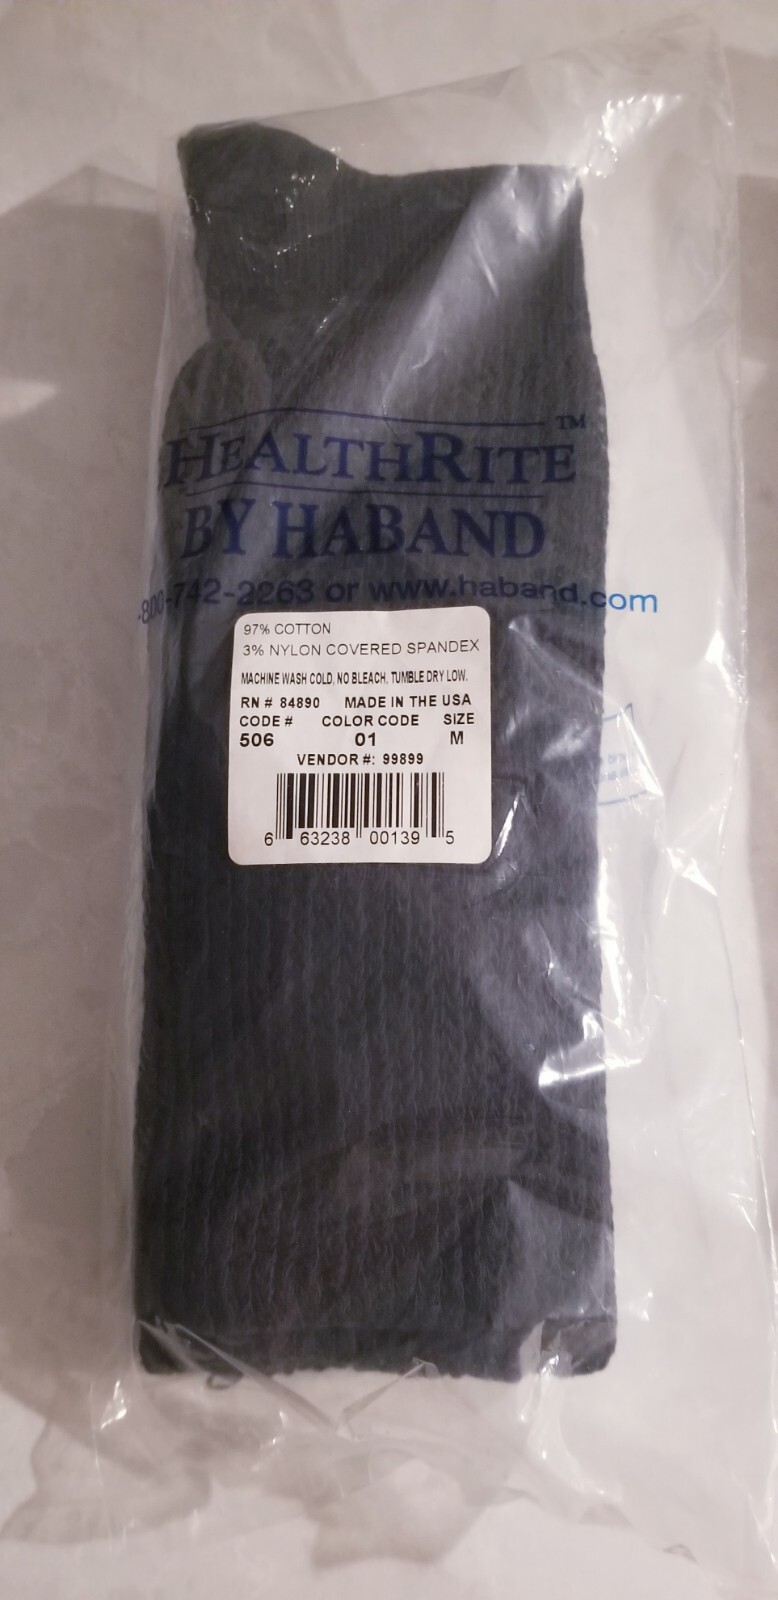 HEALTHRITE™
BY HABAND
-800-742-2263 or www.haband.com
97% COTTON
3% NYLON COVERED SPANDEX
MACHINE WASH COLD, NO BLEACH, TUMBLE DRY LOW.
RN # 84890 MADE IN THE USA
CODE # COLOR CODE SIZE
506 01 M
VENDOR #: 99899
6 63238 00139 5